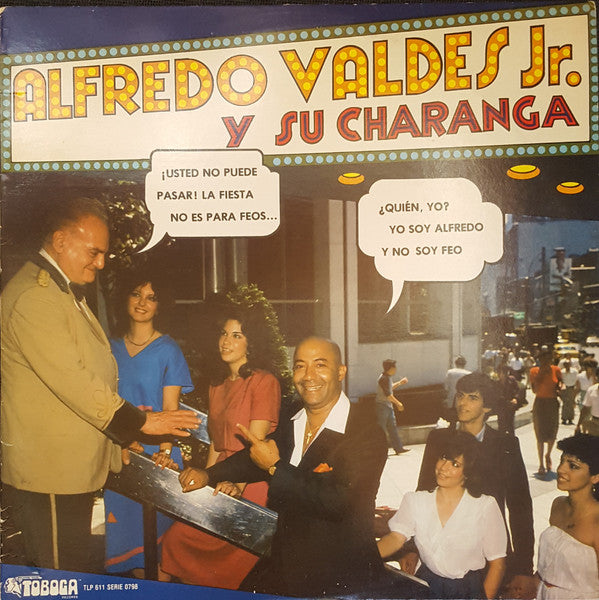 ALFREDO VALDES Jr.
Y SU CHARANGA
¡USTED NO PUEDE
PASAR! LA FIESTA
NO ES PARA FEOS...
¿QUIÉN, YO?
YO SOY ALFREDO
Y NO SOY FEO
TOBOGA
TLP 611 SERIE 0798